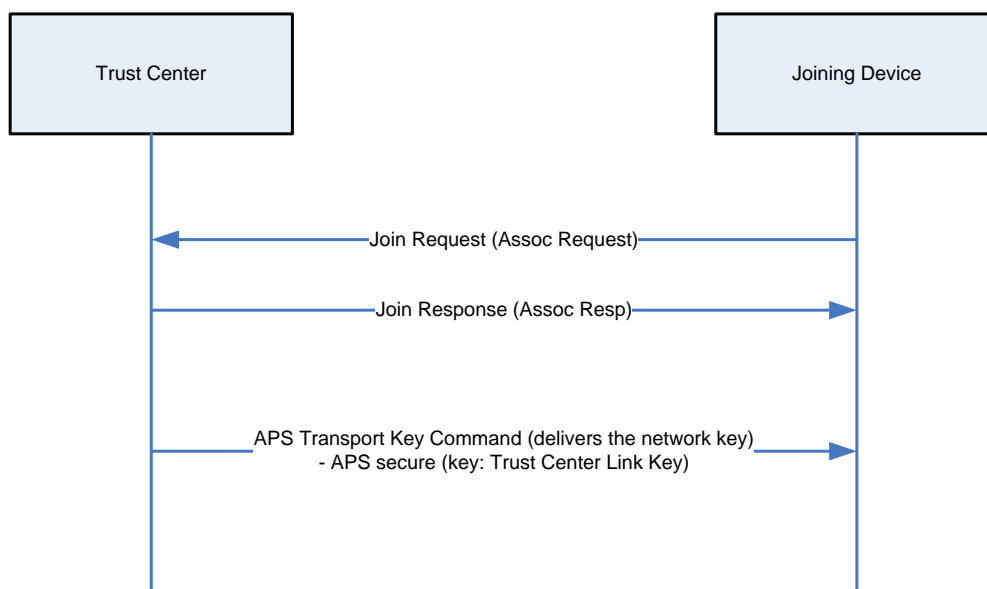 Trust Center
Joining Device
Join Request (Assoc Request)
Join Response (Assoc Resp)
APS Transport Key Command (delivers the network key)
- APS secure (key: Trust Center Link Key)